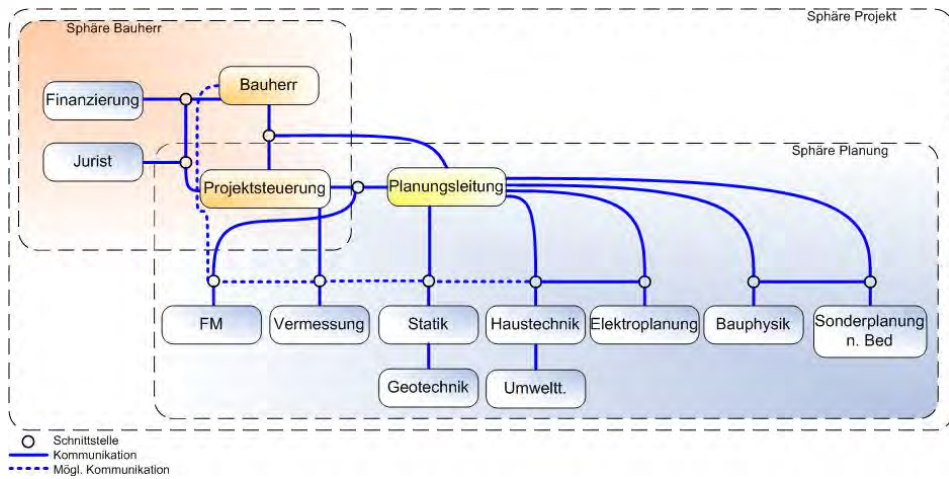 Sphäre Projekt
Sphäre Bauherr
Bauherr
Finanzierung
Jurist
Sphäre Planung
Projektsteuerung
Planungsleitung
FM
Vermessung
Statik
Haustechnik
Elektroplanung
Bauphysik
Sonderplanung
n. Bed
Geotechnik
Umweltt.
Schnittstelle
Kommunikation
Mögl. Kommunikation